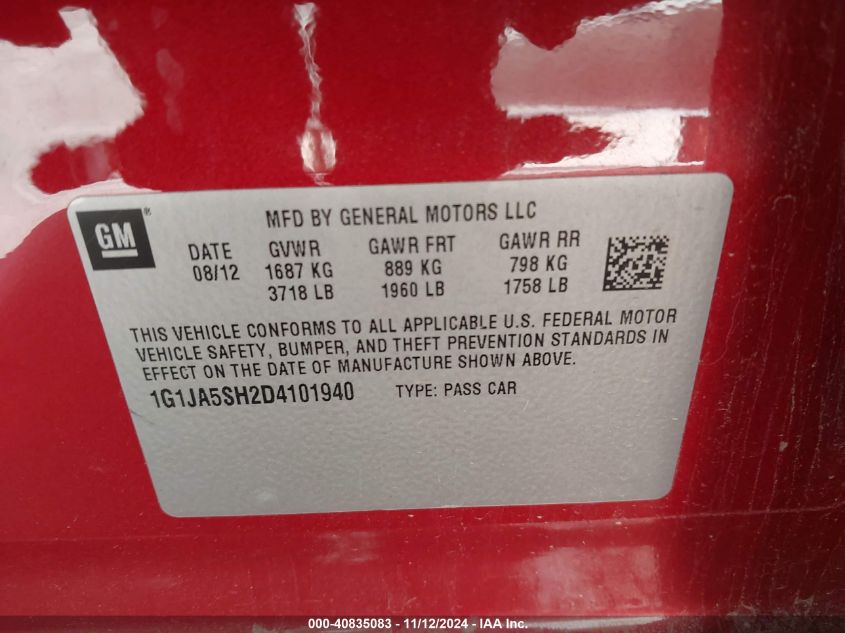 GM ® MFD BY GENERAL MOTORS LLC
DATE GVWR GAWR FRT GAWR RR
08/12 1687 KG 889 KG 798 KG
3718 LB 1960 LB 1758 LB
THIS VEHICLE CONFORMS TO ALL APPLICABLE U.S. FEDERAL MOTOR
VEHICLE SAFETY, BUMPER, AND THEFT PREVENTION STANDARDS IN
EFFECT ON THE DATE OF MANUFACTURE SHOWN ABOVE.
1G1JA5SH2D4101940 TYPE: PASS CAR
000-40835083 - 11/12/2024 - IAA Inc.